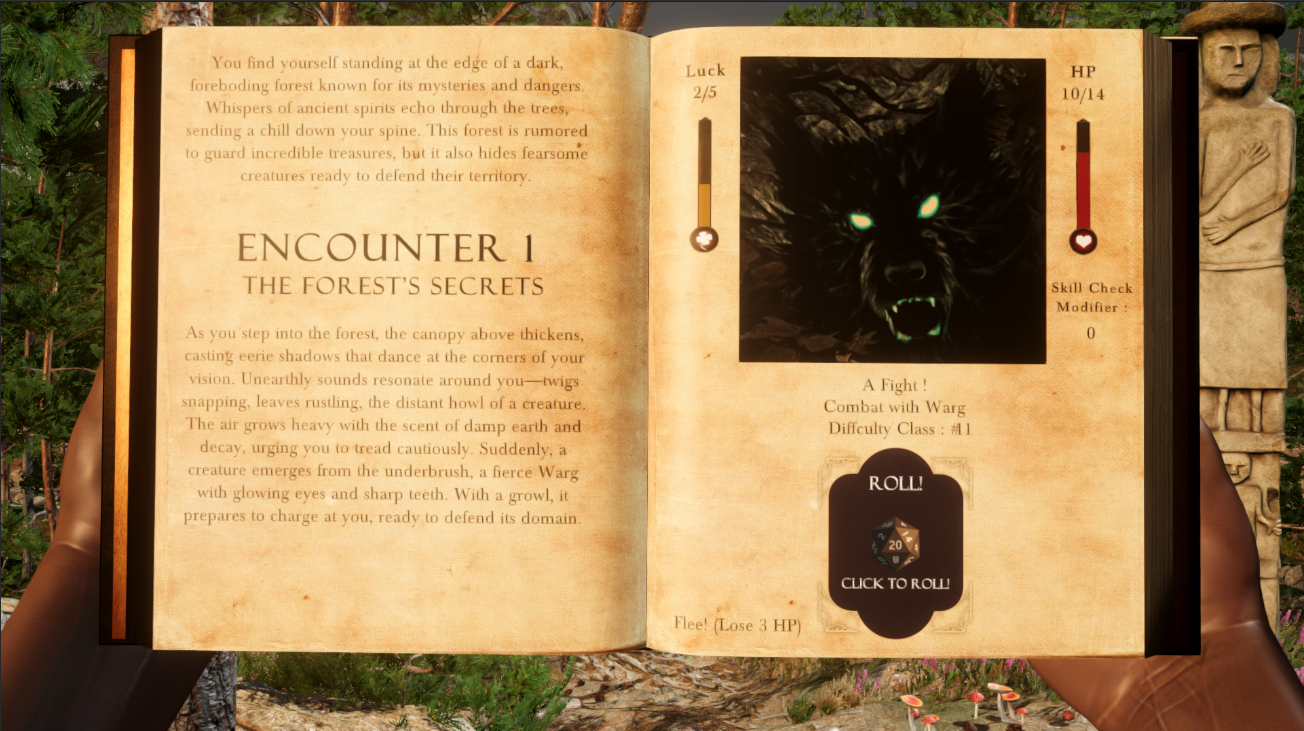 You find yourself standing at the edge of a dark,
foreboding forest known for its mysteries and dangers.
Whispers of ancient spirits echo through the trees,
sending a chill down your spine. This forest is rumored
to guard incredible treasures, but it also hides fearsome
creatures ready to defend their territory.
ENCOUNTER 1
THE FOREST'S SECRETS
As you step into the forest, the canopy above thickens,
casting eerie shadows that dance at the corners of your
vision. Unearthly sounds resonate around you—twigs
snapping, leaves rustling, the distant howl of a creature.
The air grows heavy with the scent of damp earth and
decay, urging you to tread cautiously. Suddenly, a
creature emerges from the underbrush, a fierce Warg
with glowing eyes and sharp teeth. With a growl, it
prepares to charge at you, ready to defend its domain.
Luck
2/5
HP
10/14
Skill Check
Modifier :
0
A Fight !
Combat with Warg
Diffculty Class : #11
ROLL!
20
CLICK TO ROLL!
Flee! (Lose 3 HP)